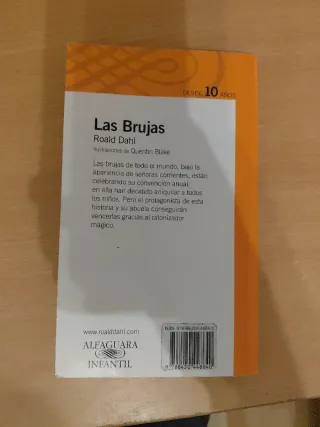 DESDE 10 AÑOS
Las Brujas
Roald Dahl
Ilustraciones de Quentin Blake
Las brujas de todo el mundo, bajo la
apariencia de señoras corrientes, están
celebrando su convención anual:
en ella han decidido aniquilar a todos
los niños. Pero el protagonista de esta
historia y su abuela conseguirán
vencerlas gracias al ratonizador
mágico.
www.roalddahl.com
ALFAGUARA
INFANTIL